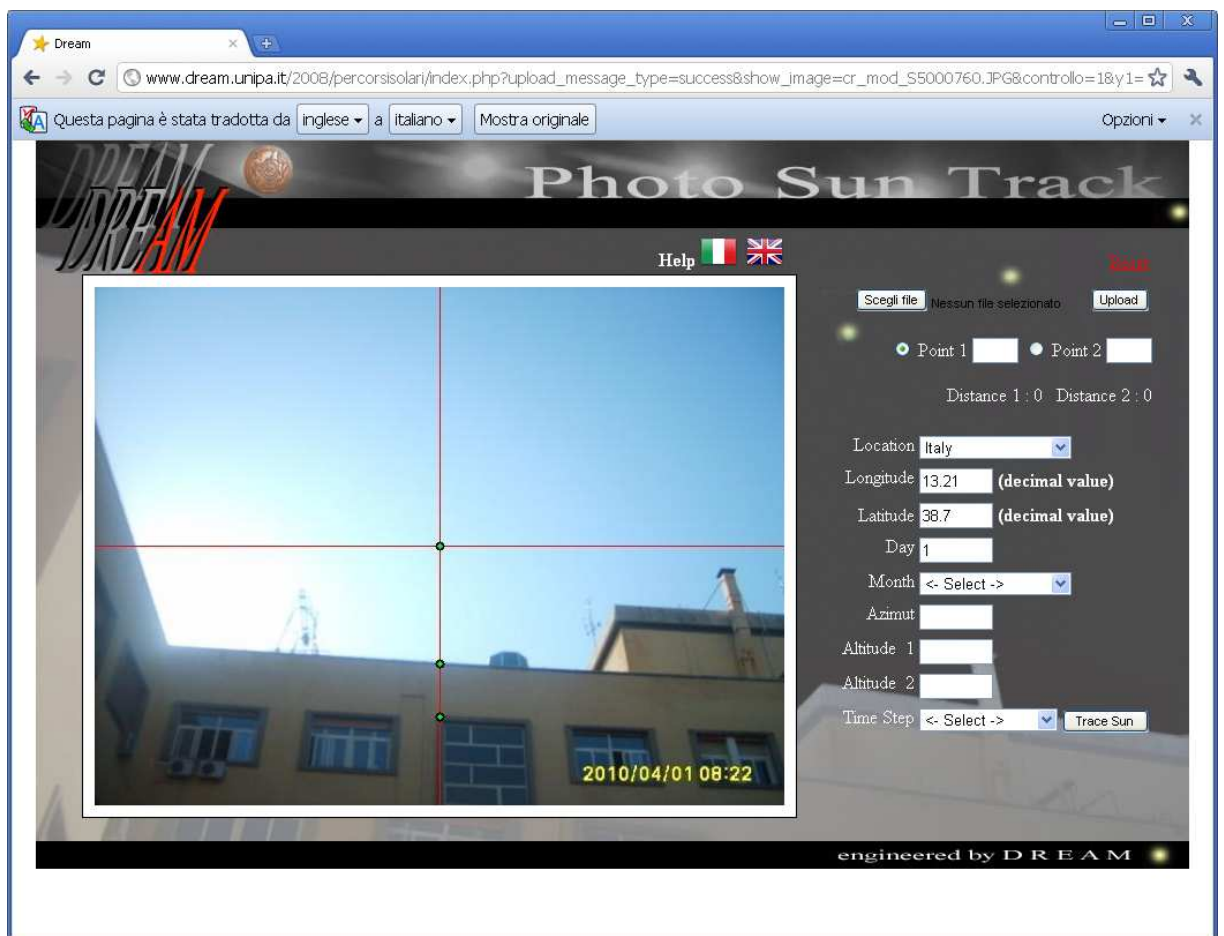 Dream
www.dream.unipa.it/2008/percorsisolari/index.php?upload_message_type=success&show_image=cr_mod_S5000760.JPG&controllo=1&y1=
Questa pagina è stata tradotta da inglese a italiano Mostra originale Opzioni
DREAM
DREAM
Photo Sun Track
Help
Scegli file Nessun file selezionato Upload
Point 1 Point 2
Distance 1 : 0 Distance 2 : 0
Location Italy
Longitude 13.21 (decimal value)
Latitude 38.7 (decimal value)
Day 1
Month <- Select ->
Azimut
Altitude 1
Altitude 2
Time Step <- Select -> Trace Sun
2010/04/01 08:22
engineered by D R E A M